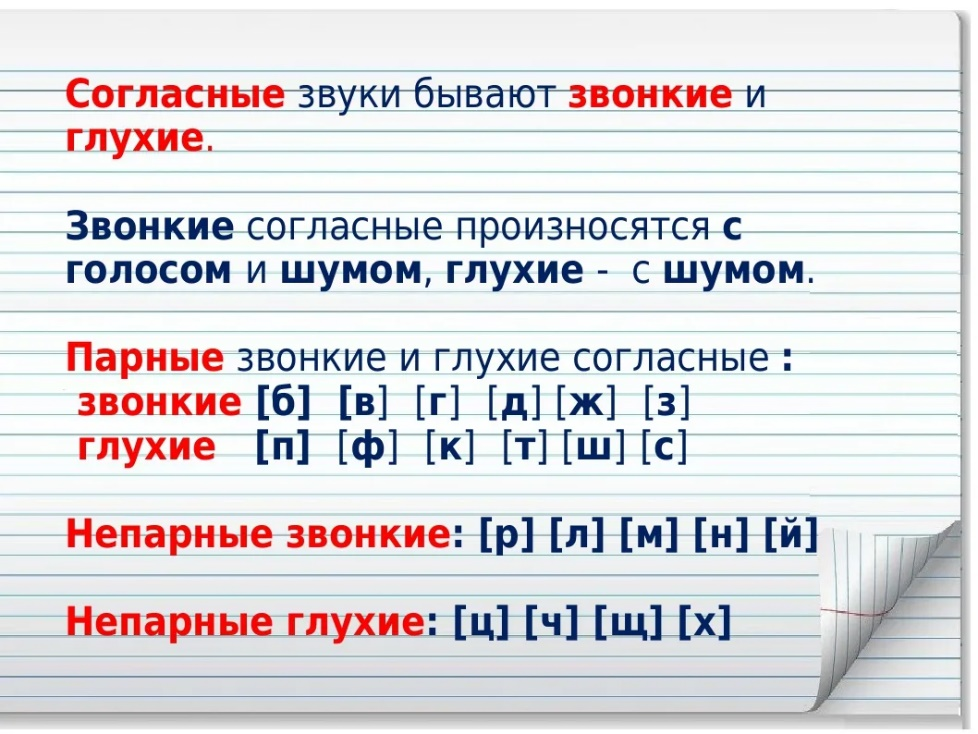 Согласные звуки бывают звонкие и
глухие.
Звонкие согласные произносятся с
голосом и шумом, глухие - с шумом.
Парные звонкие и глухие согласные :
звонкие [б] [в] [г] [д] [ж] [з]
глухие [п] [ф] [к] [т] [ш] [с]
Непарные звонкие: [р] [л] [м] [н] [й]
Непарные глухие: [ц] [ч] [щ] [х]